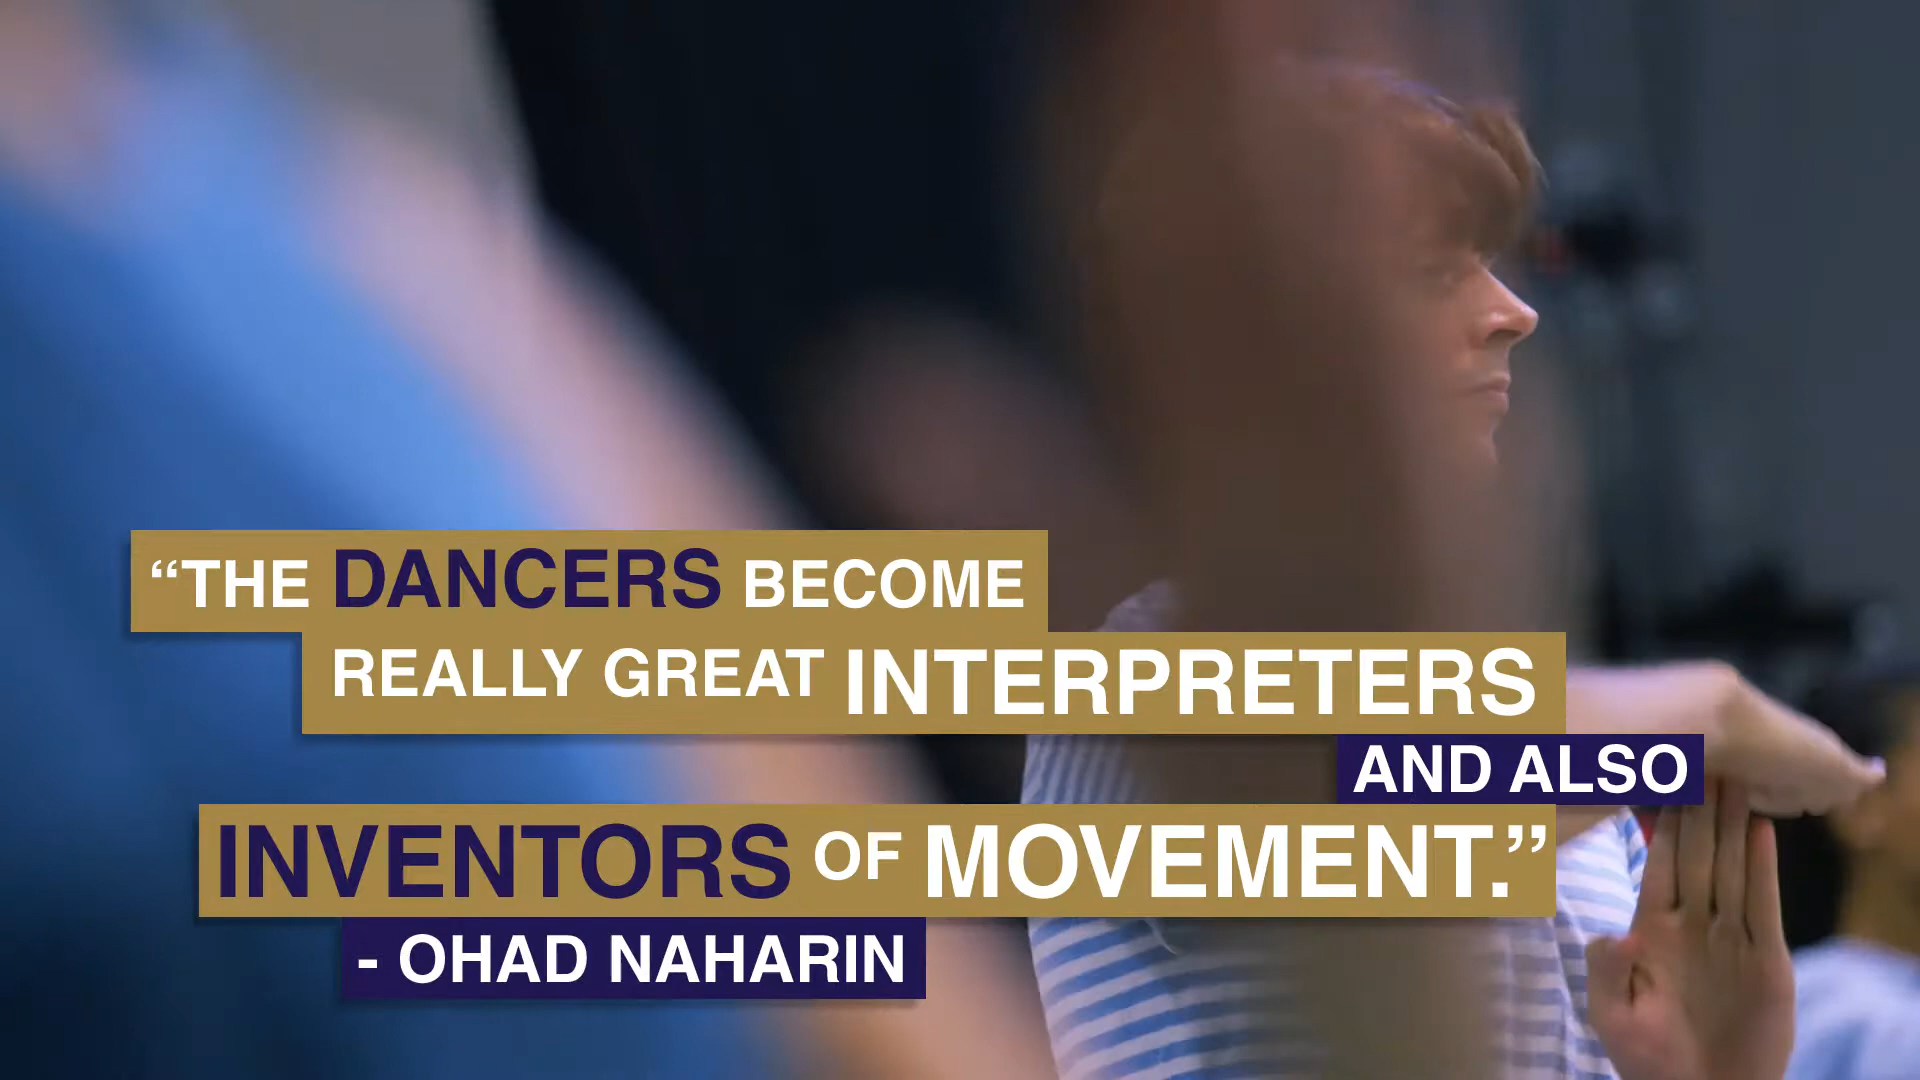 “THE DANCERS BECOME
REALLY GREAT INTERPRETERS
AND ALSO
INVENTORS OF MOVEMENT.”
- OHAD NAHARIN